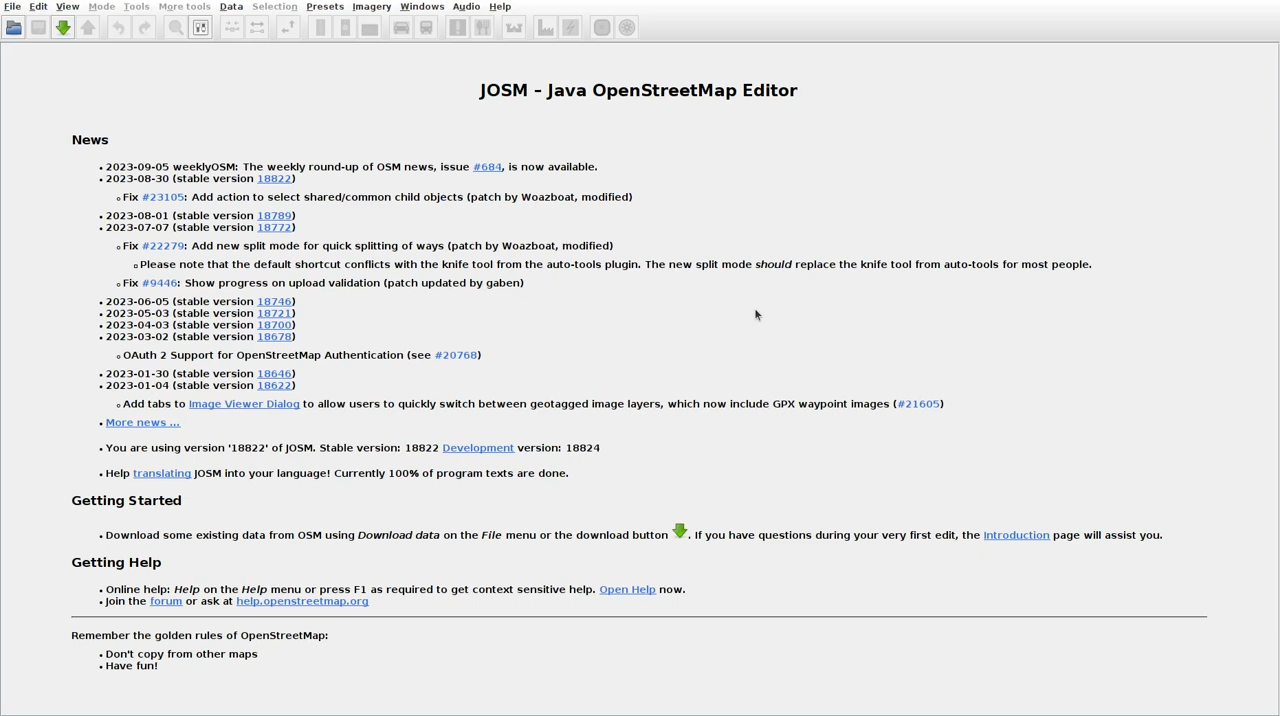 File Edit View Mode Tools More tools Data Selection Presets Imagery Windows Audio Help
JOSM – Java OpenStreetMap Editor
News
2023-09-05 weeklyOSM: The weekly round-up of OSM news, issue #684, is now available.
2023-08-30 (stable version 18822)
Fix #23105: Add action to select shared/common child objects (patch by Woazboat, modified)
2023-08-01 (stable version 18789)
2023-07-07 (stable version 18772)
Fix #22279: Add new split mode for quick splitting of ways (patch by Woazboat, modified)
Please note that the default shortcut conflicts with the knife tool from the auto-tools plugin. The new split mode should replace the knife tool from auto-tools for most people.
Fix #9446: Show progress on upload validation (patch updated by gaben)
2023-06-05 (stable version 18746)
2023-05-03 (stable version 18721)
2023-04-03 (stable version 18700)
2023-03-02 (stable version 18678)
OAuth 2 Support for OpenStreetMap Authentication (see #20768)
2023-01-30 (stable version 18646)
2023-01-04 (stable version 18622)
Add tabs to Image Viewer Dialog to allow users to quickly switch between geotagged image layers, which now include GPX waypoint images (#21605)
More news ...
You are using version '18822' of JOSM. Stable version: 18822 Development version: 18824
Help translating JOSM into your language! Currently 100% of program texts are done.
Getting Started
Download some existing data from OSM using Download data on the File menu or the download button . If you have questions during your very first edit, the Introduction page will assist you.
Getting Help
Online help: Help on the Help menu or press F1 as required to get context sensitive help. Open Help now.
Join the forum or ask at help.openstreetmap.org
Remember the golden rules of OpenStreetMap:
Don't copy from other maps
Have fun!